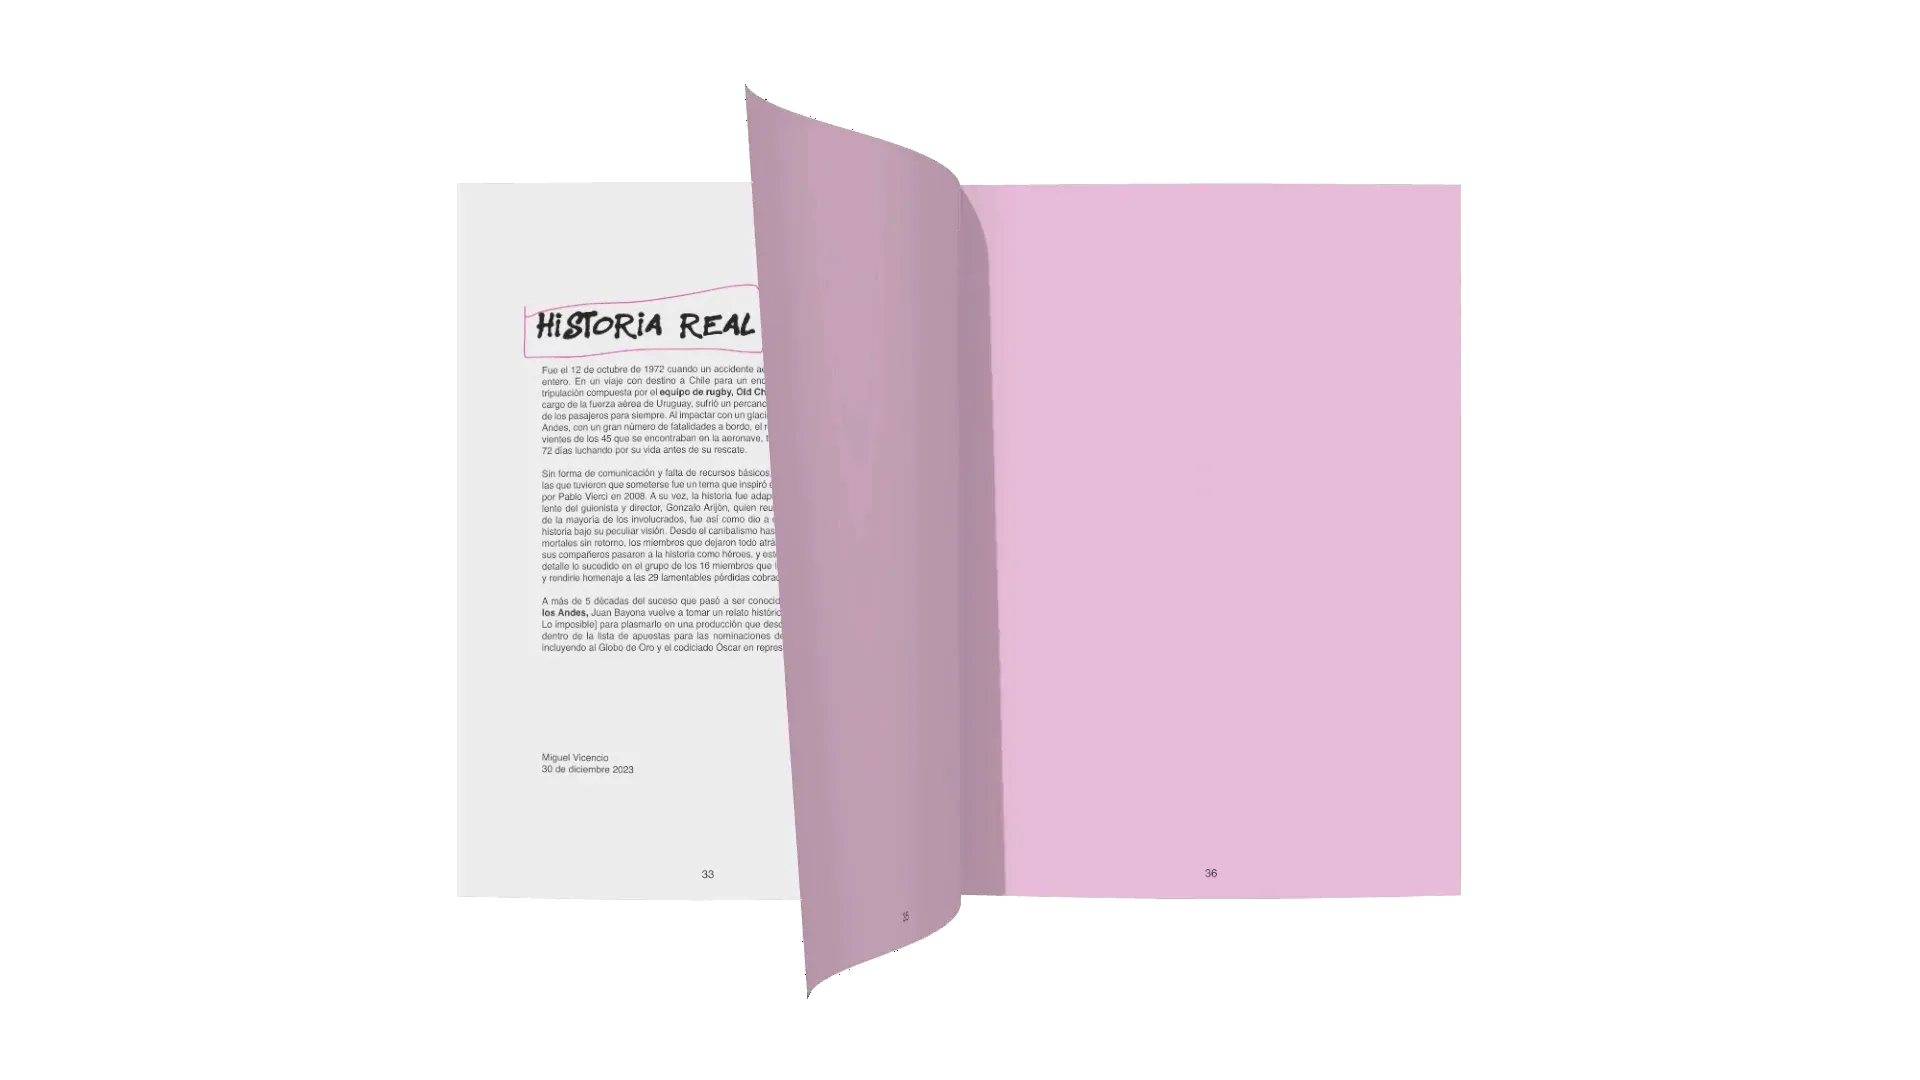 HiSTORiA REAL
Fue el 12 de octubre de 1972 cuando un accidente
entero. En un viaje con destino a Chile para un
tripulación compuesta por el equipo de rugby, Old
cargo de la fuerza aérea de Uruguay, sufrió un
de los pasajeros para siempre. Al impactar con un
Andes, con un gran número de fatalidades a bordo, el
vientes de los 45 que se encontraban en la aeronave,
72 días luchando por su vida antes de su rescate.
Sin forma de comunicación y falta de recursos básicos,
las que tuvieron que someterse fue un tema que inspiró
por Pablo Vierci en 2008. A su vez, la historia fue
lente del guionista y director, Gonzalo Arijón, quien
de la mayoría de los involucrados, fue así como dio a
historia bajo su peculiar visión. Desde el canibalismo
mortales sin retorno, los miembros que dejaron todo
sus compañeros pasaron a la historia como héroes, y
detalle lo sucedido en el grupo de los 16 miembros que
y rendirle homenaje a las 29 lamentables pérdidas
A más de 5 décadas del suceso que pasó a ser
los Andes, Juan Bayona vuelve a tomar un relato
Lo imposible] para plasmarlo en una producción que
dentro de la lista de apuestas para las nominaciones
incluyendo al Globo de Oro y el codiciado Óscar en
Miguel Vicencio
30 de diciembre 2023
33
35
36